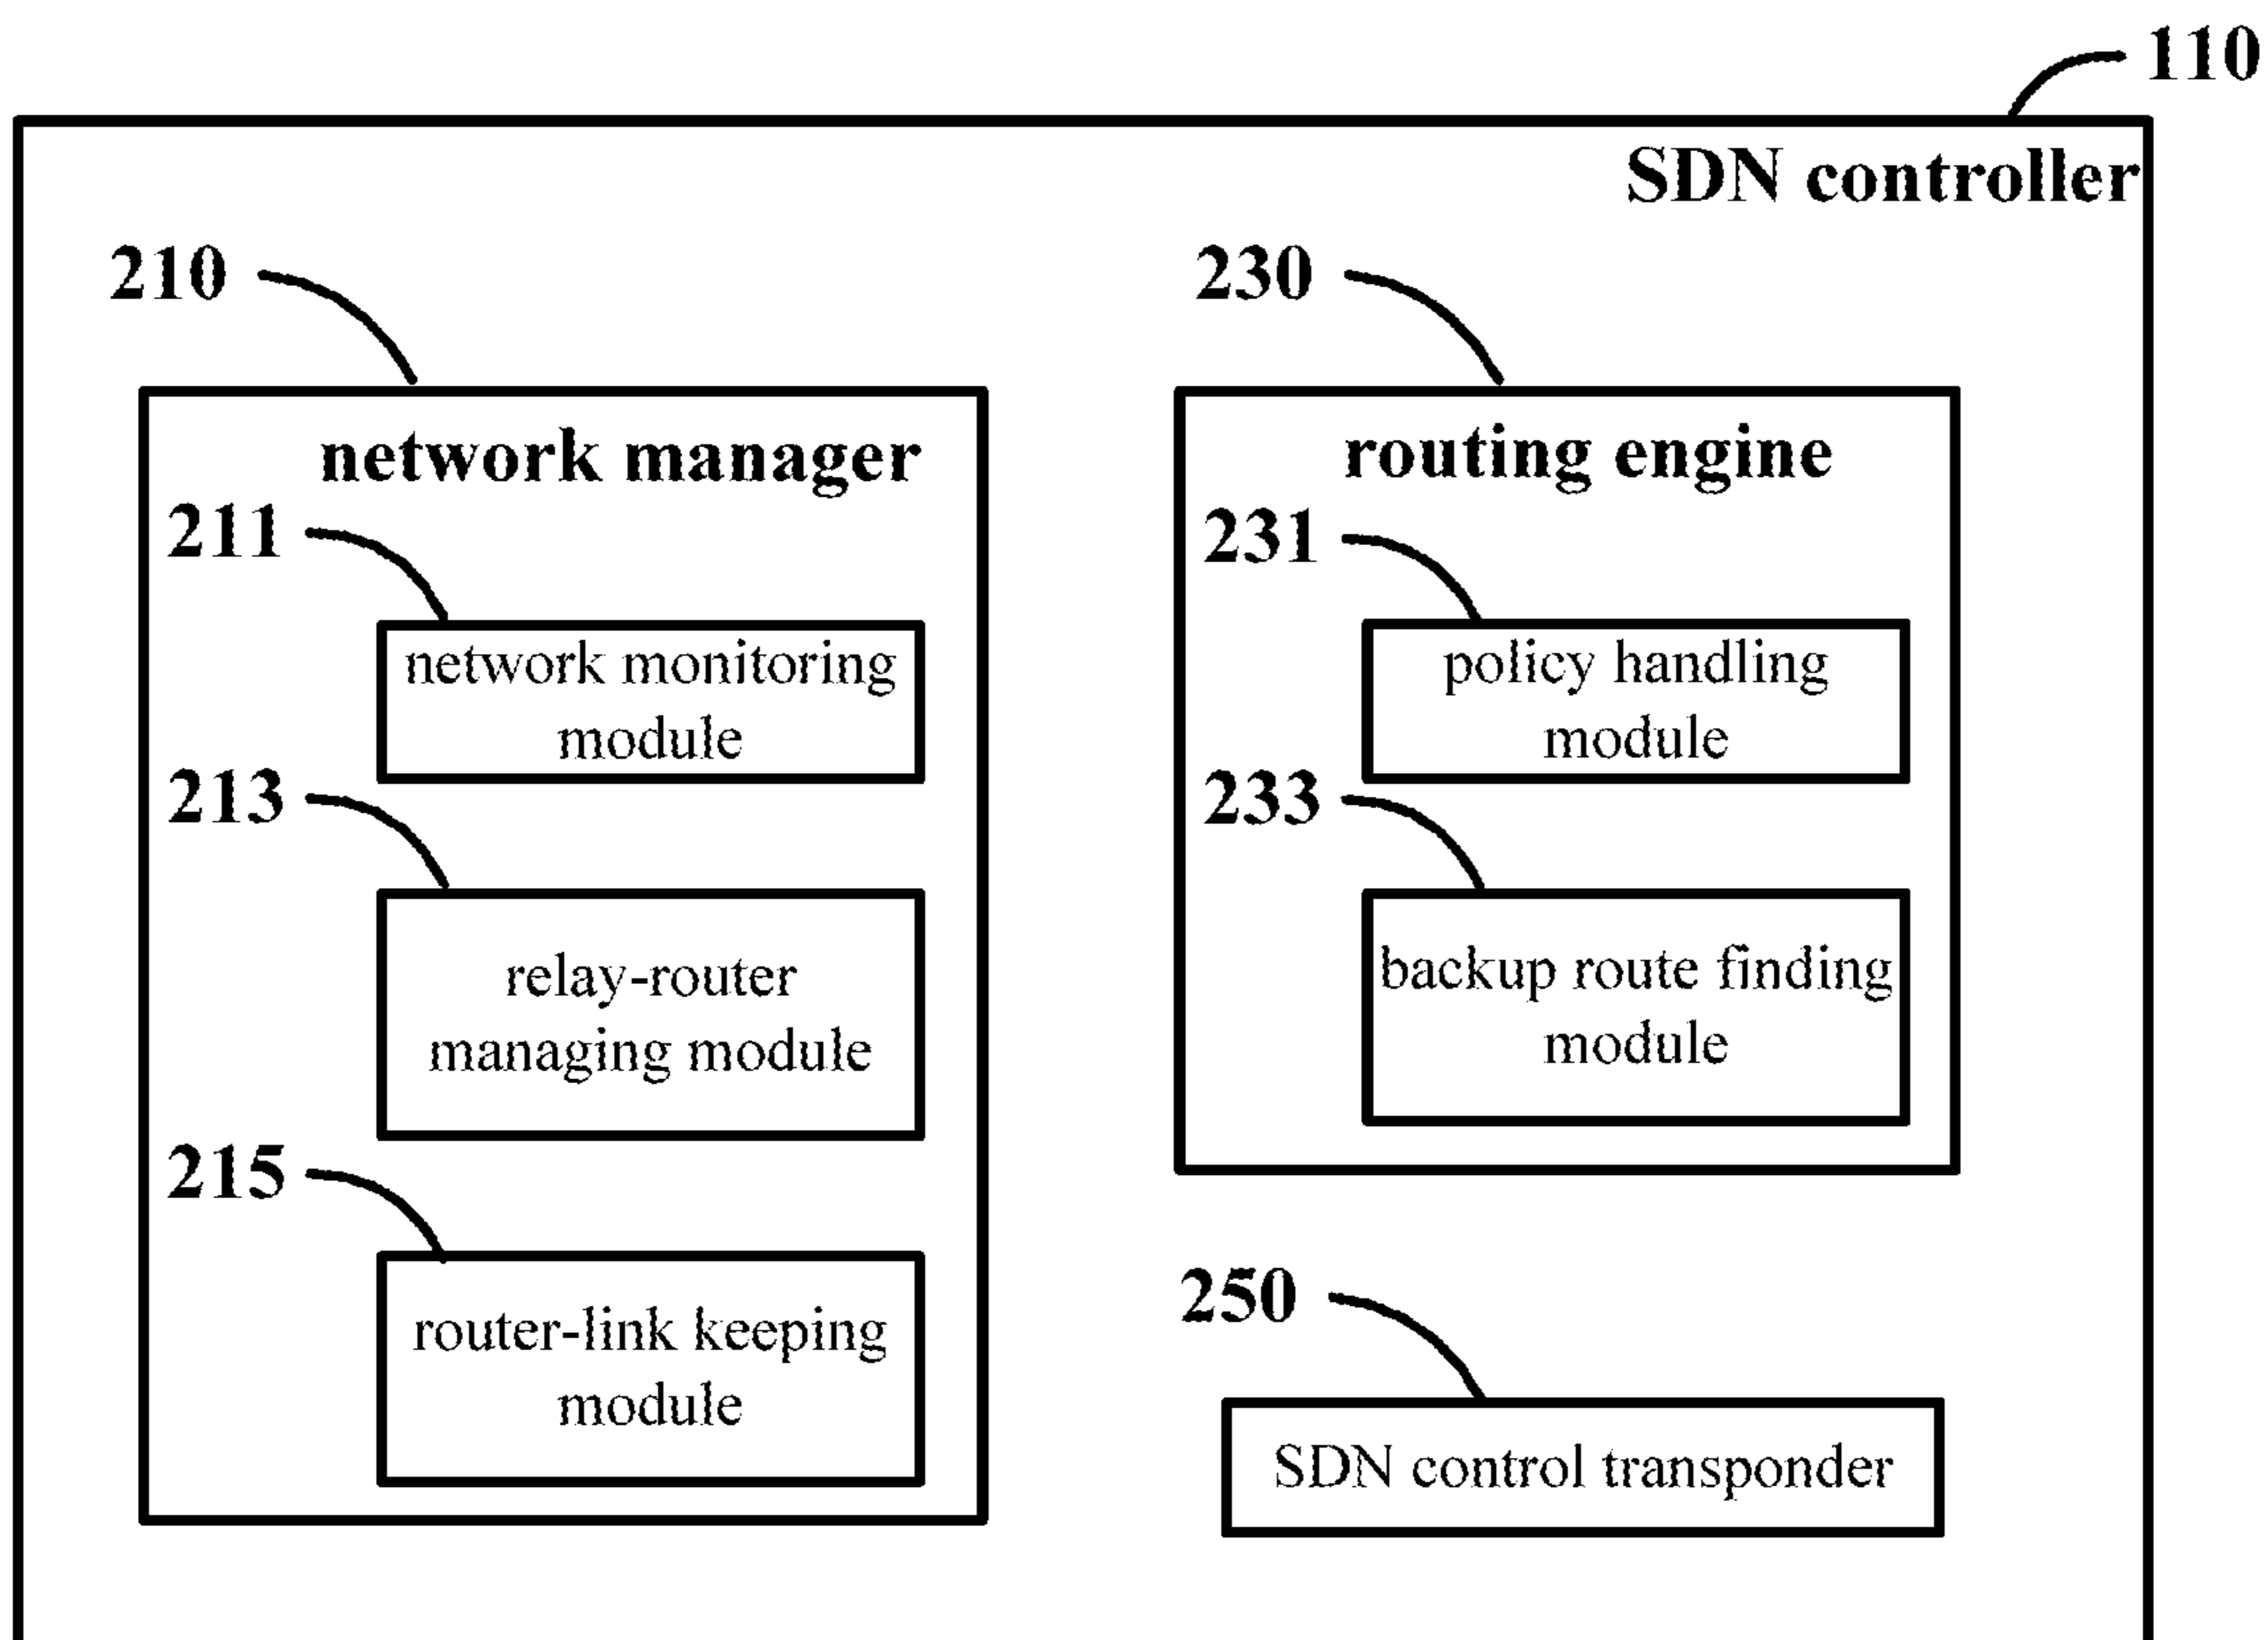 110
SDN controller
210
network manager
211
network monitoring
module
213
relay-router
managing module
215
router-link keeping
module
230
routing engine
231
policy handling
module
233
backup route finding
module
250
SDN control transponder